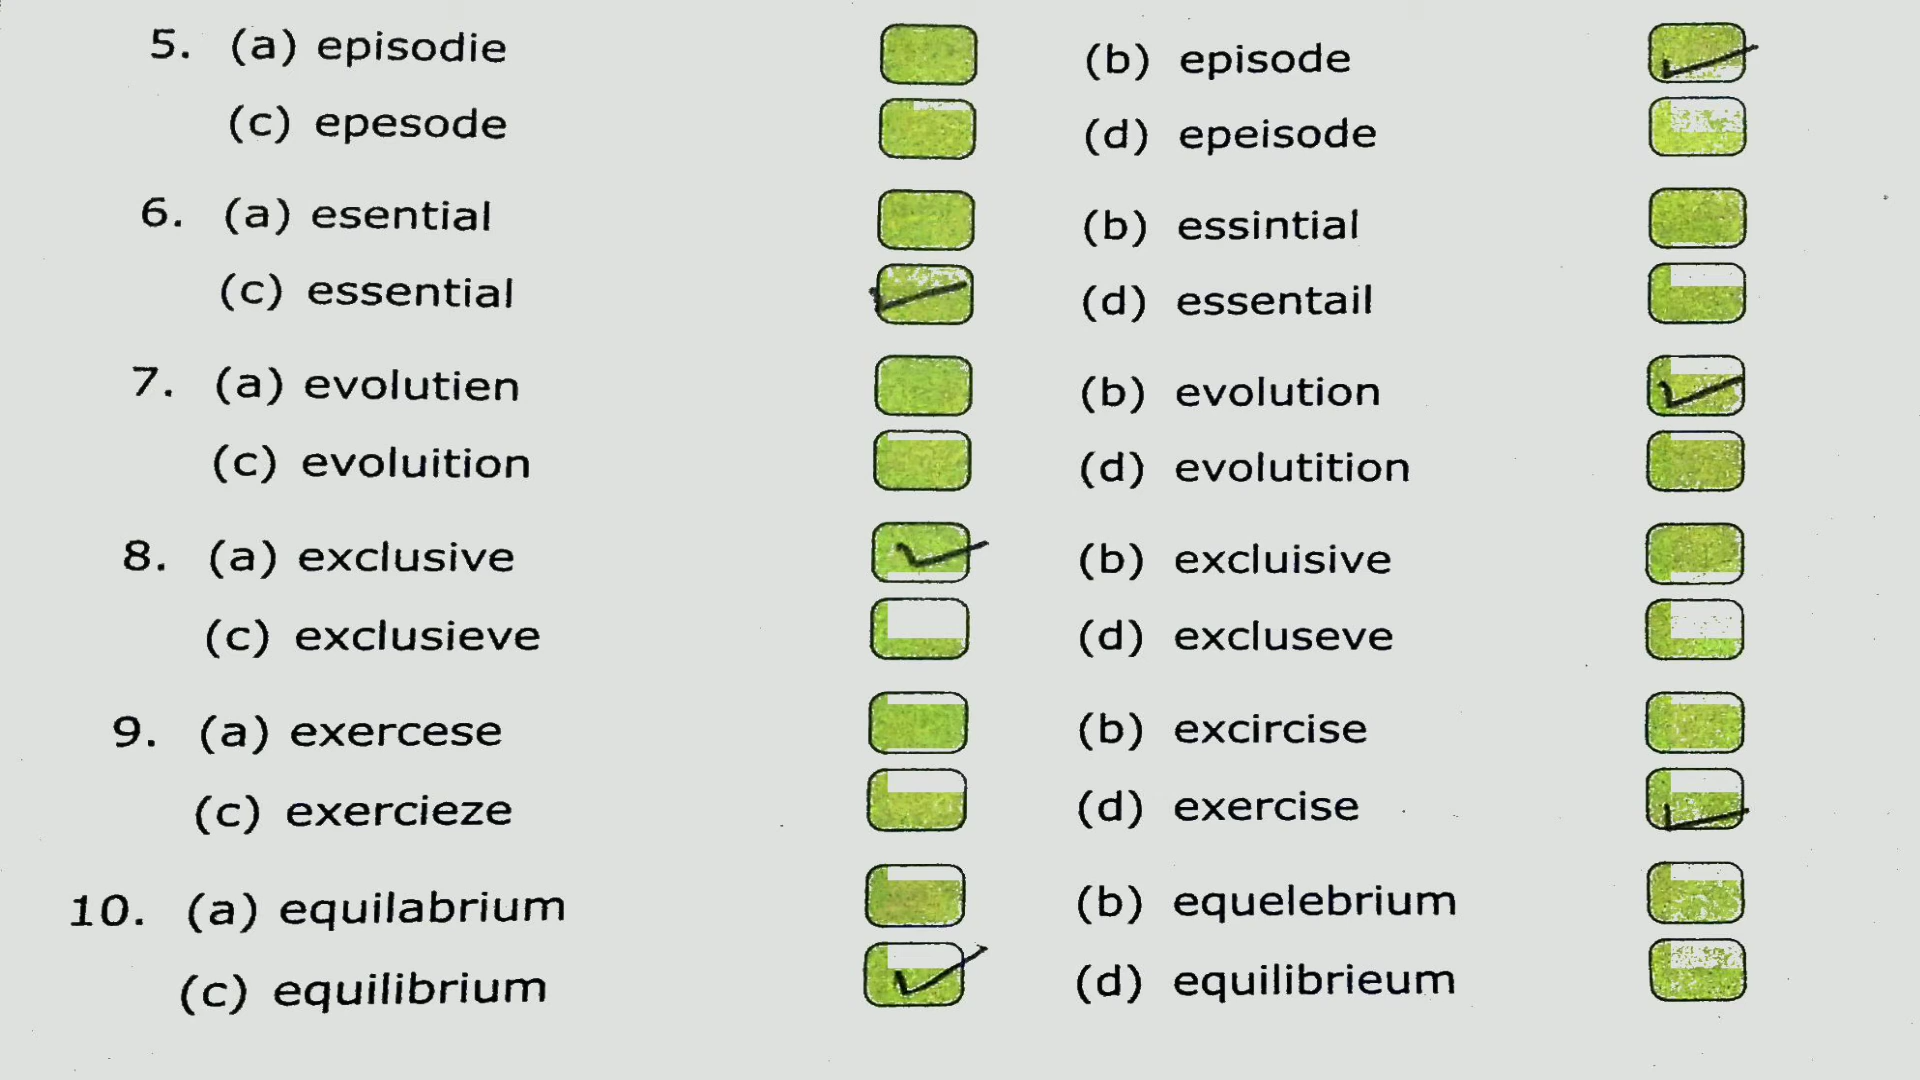 5. (a) episodie (b) episode
(c) epesode (d) epeisode
6. (a) esential (b) essintial
(c) essential (d) essentail
7. (a) evolutien (b) evolution
(c) evoluition (d) evolutition
8. (a) exclusive (b) excluisive
(c) exclusieve (d) excluseve
9. (a) exercese (b) excircise
(c) exercieze (d) exercise
10. (a) equilabrium (b) equelebrium
(c) equilibrium (d) equilibrieum